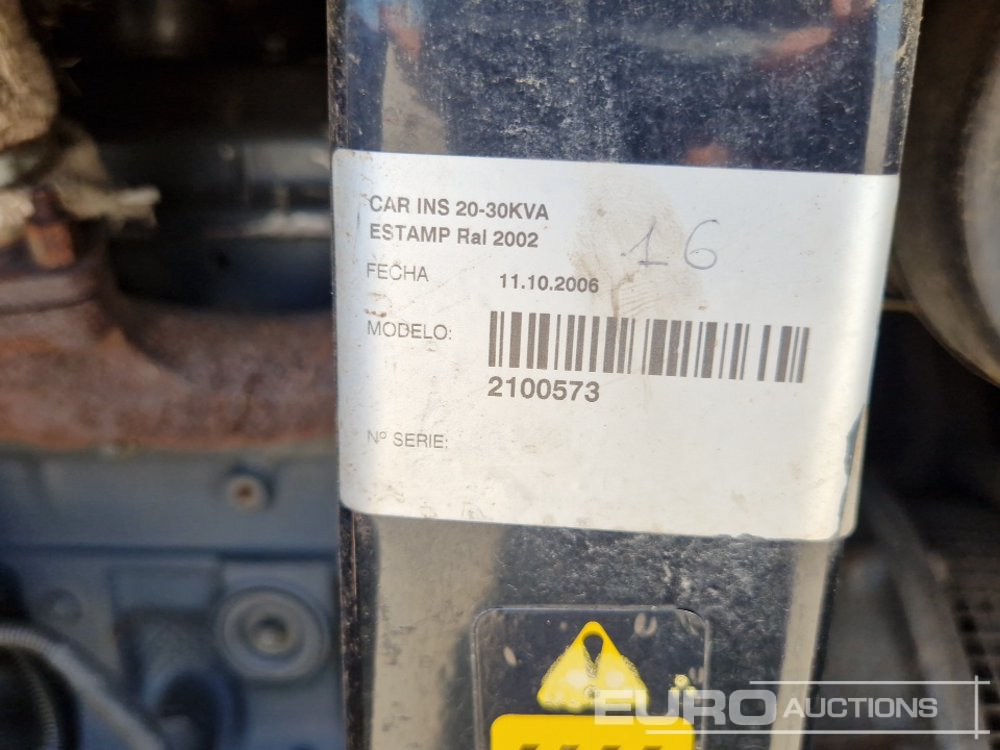 CAR INS 20-30KVA
ESTAMP Ral 2002
16
FECHA 11.10.2006
MODELO:
2100573
Nº SERIE:
EURO AUCTIONS